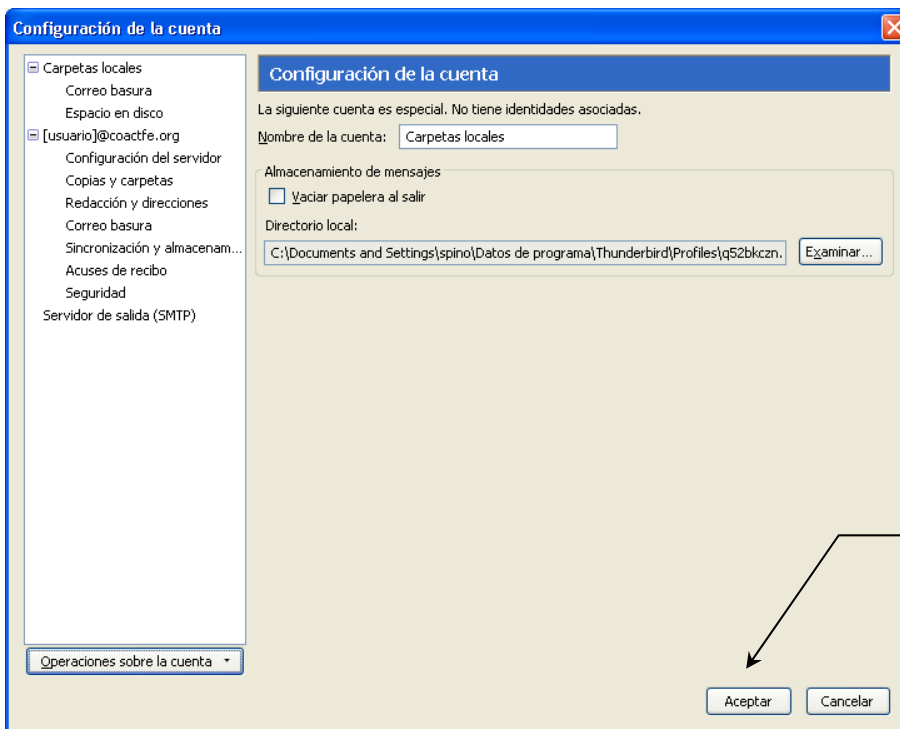 Configuración de la cuenta
Carpetas locales
Correo basura
Espacio en disco
[usuario]@coactfe.org
Configuración del servidor
Copias y carpetas
Redacción y direcciones
Correo basura
Sincronización y almacenam...
Acuses de recibo
Seguridad
Servidor de salida (SMTP)
Operaciones sobre la cuenta
Configuración de la cuenta
La siguiente cuenta es especial. No tiene identidades asociadas.
Nombre de la cuenta: Carpetas locales
Almacenamiento de mensajes
Vaciar papelera al salir
Directorio local:
C:\Documents and Settings\spino\Datos de programa\Thunderbird\Profiles\q52bkczn. Examinar...
Aceptar Cancelar